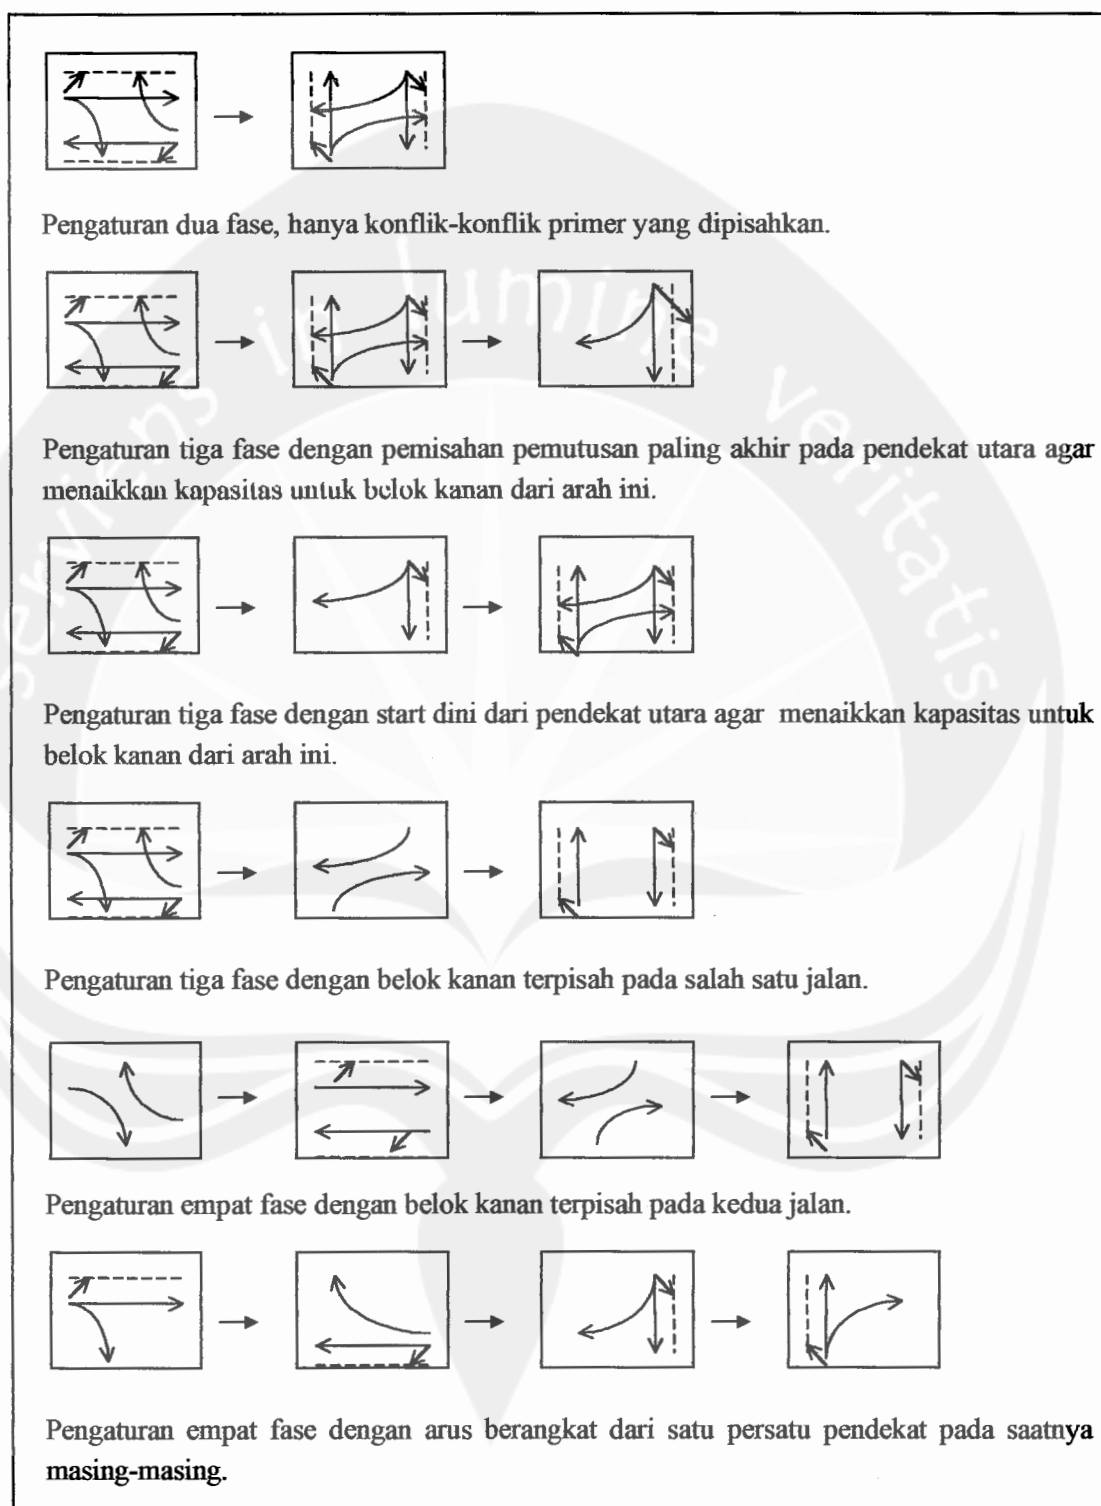 Pengaturan dua fase, hanya konflik-konflik primer yang dipisahkan.
Pengaturan tiga fase dengan pemisahan pemutusan paling akhir pada pendekat utara agar
menaikkan kapasitas untuk belok kanan dari arah ini.
Pengaturan tiga fase dengan start dini dari pendekat utara agar menaikkan kapasitas untuk
belok kanan dari arah ini.
Pengaturan tiga fase dengan belok kanan terpisah pada salah satu jalan.
Pengaturan empat fase dengan belok kanan terpisah pada kedua jalan.
Pengaturan empat fase dengan arus berangkat dari satu persatu pendekat pada saatnya
masing-masing.
serviens in lumine veritatis